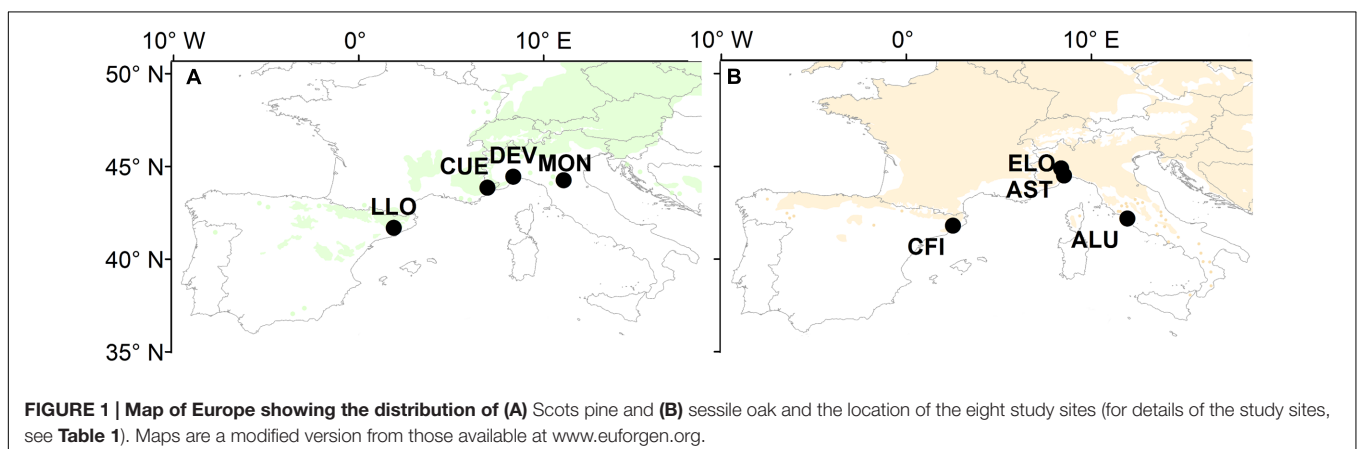 10° W 0° 10° E 10° W 0° 10° E
50° N A B
45° N CUE DEV MON ELO
AST
LLO
40° N CFI ALU
35° N
FIGURE 1 | Map of Europe showing the distribution of (A) Scots pine and (B) sessile oak and the location of the eight study sites (for details of the study sites,
see Table 1). Maps are a modified version from those available at www.euforgen.org.